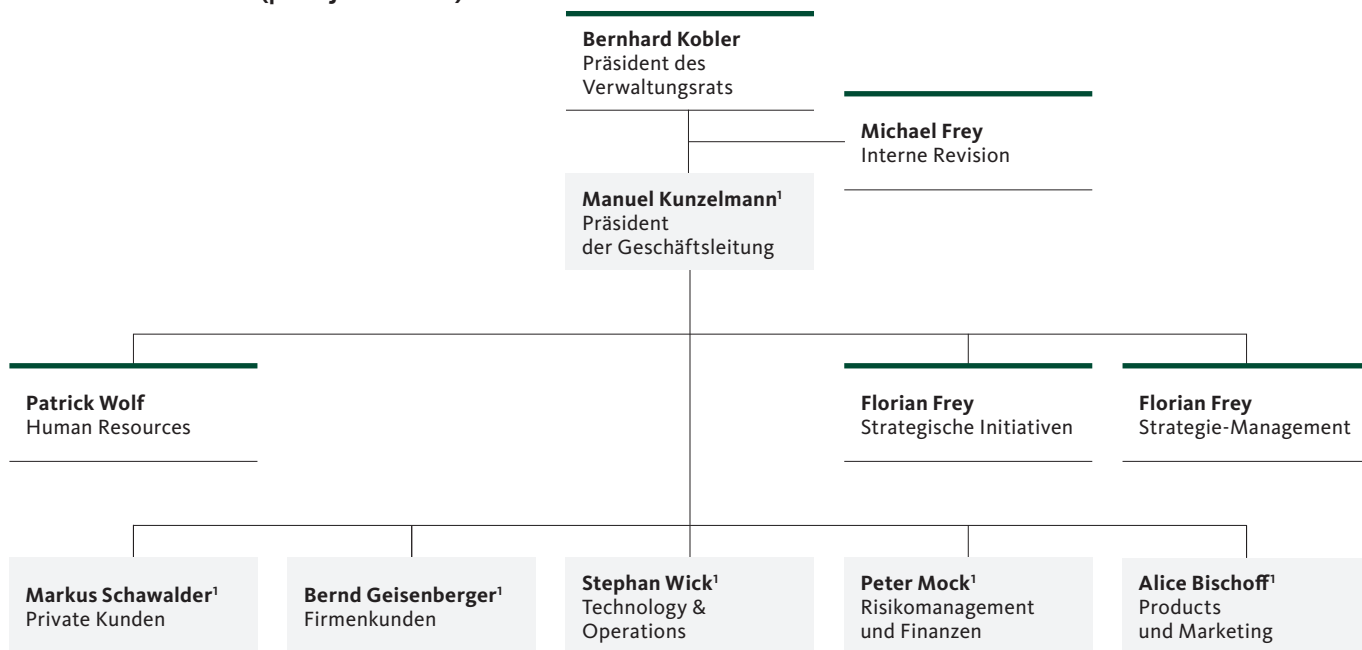 Bernhard Kobler
Präsident des
Verwaltungsrats
Michael Frey
Interne Revision
Manuel Kunzelmann¹
Präsident
der Geschäftsleitung
Patrick Wolf
Human Resources
Florian Frey
Strategische Initiativen
Florian Frey
Strategie-Management
Markus Schawalder¹
Private Kunden
Bernd Geisenberger¹
Firmenkunden
Stephan Wick¹
Technology &
Operations
Peter Mock¹
Risikomanagement
und Finanzen
Alice Bischoff¹
Products
und Marketing